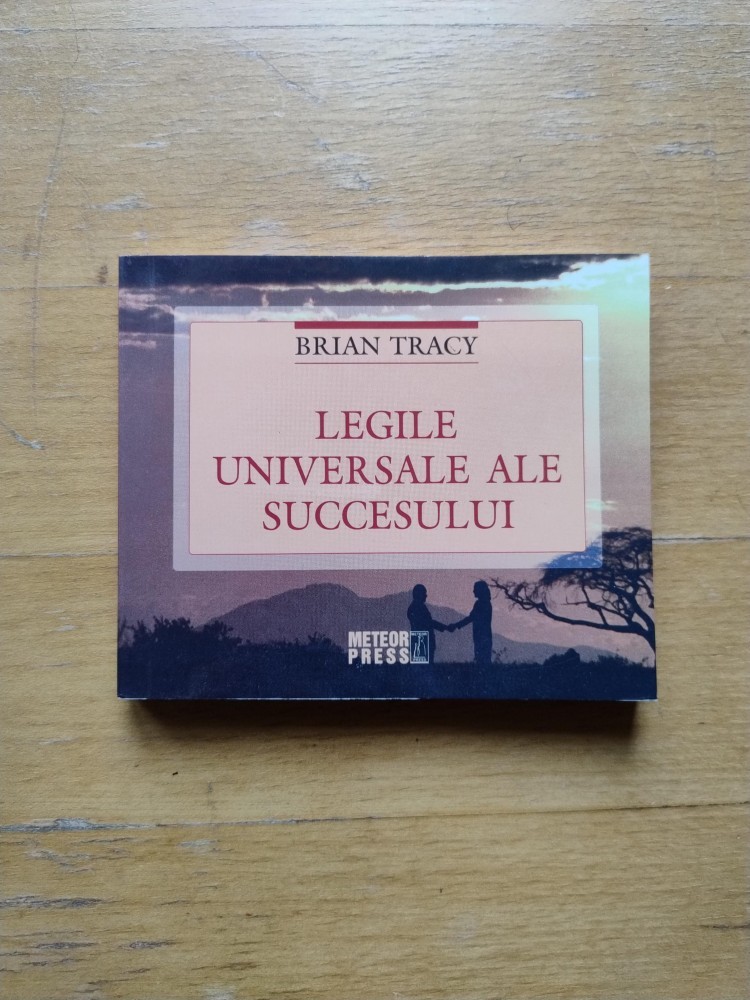 BRIAN TRACY
LEGILE
UNIVERSALE ALE
SUCCESULUI
METEOR
PRESS